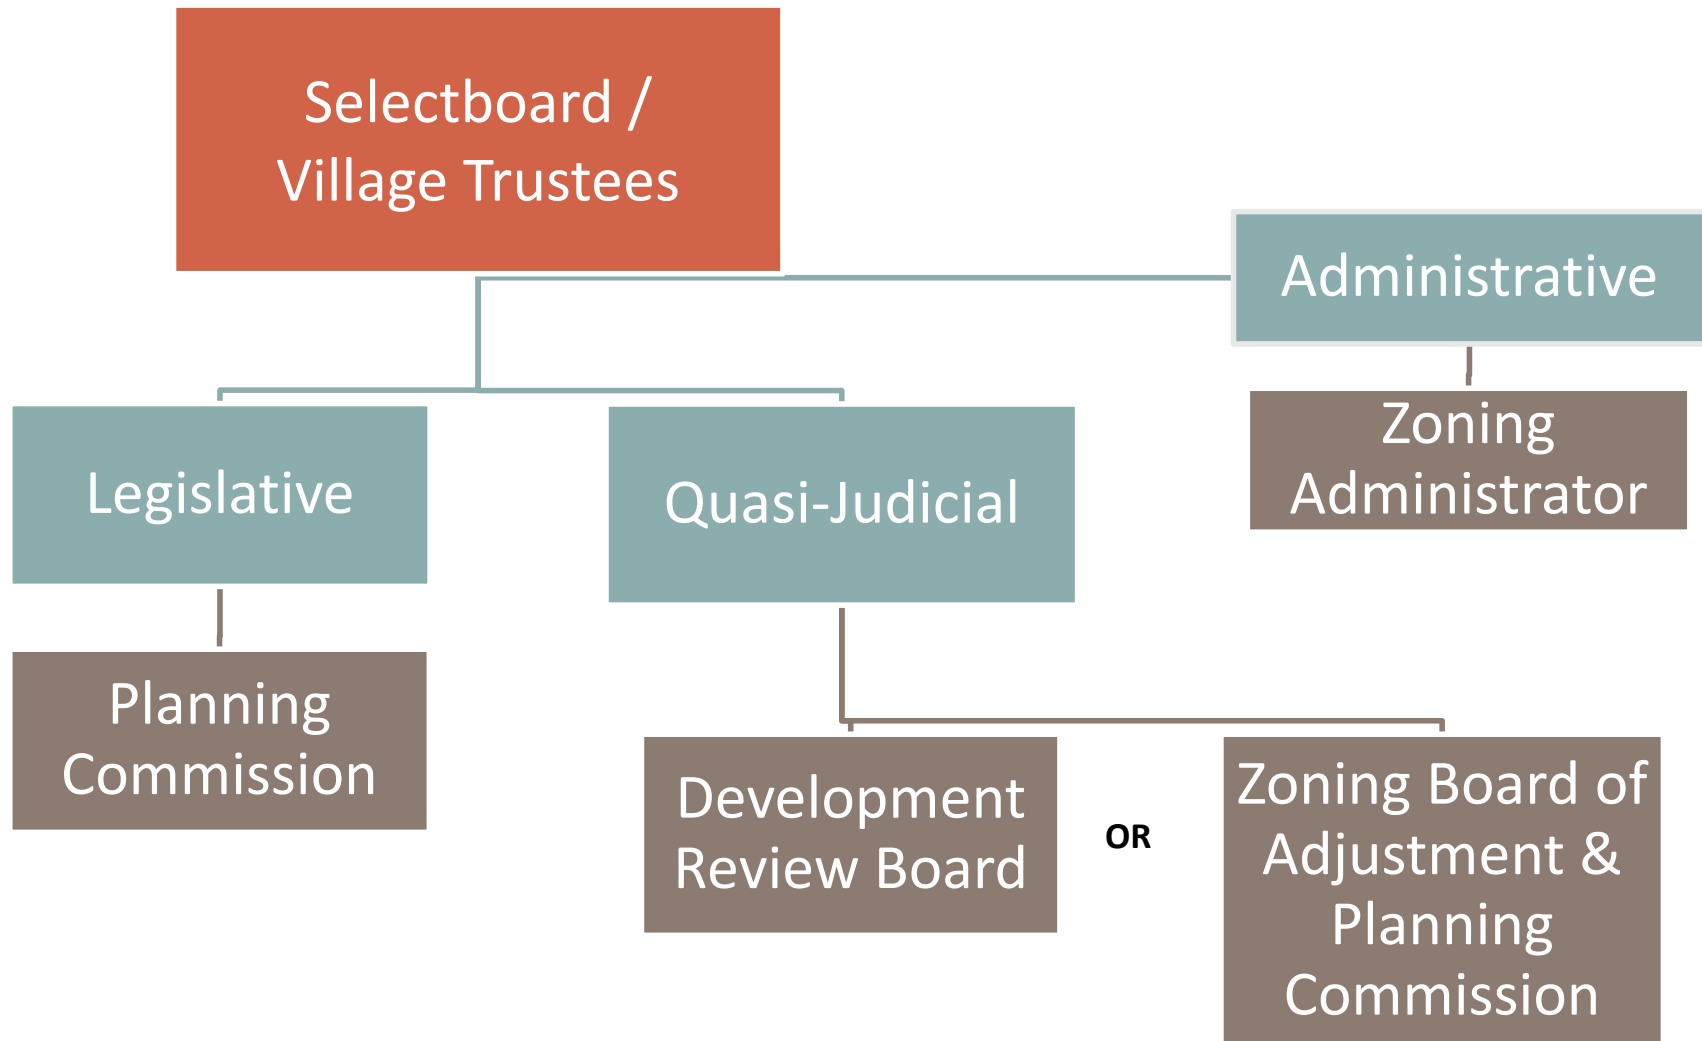 Selectboard /
Village Trustees
Administrative
Zoning
Administrator
Legislative
Quasi-Judicial
Planning
Commission
Development
Review Board
OR
Zoning Board of
Adjustment &
Planning
Commission